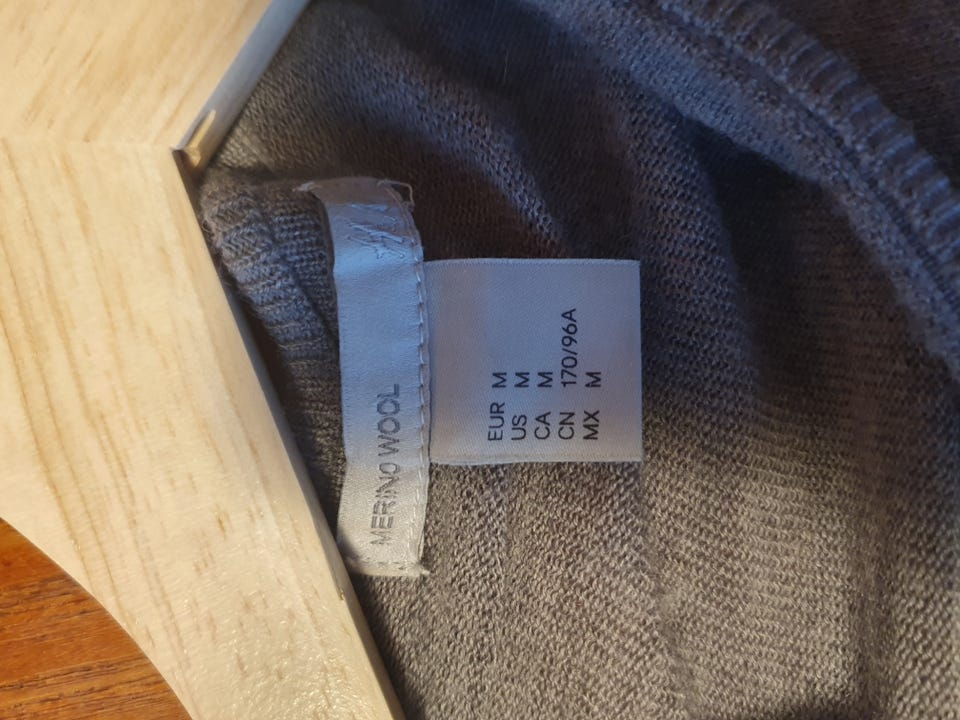 MERINO WOOL
EUR M
US M
CA M
CN 170/96A
MX M